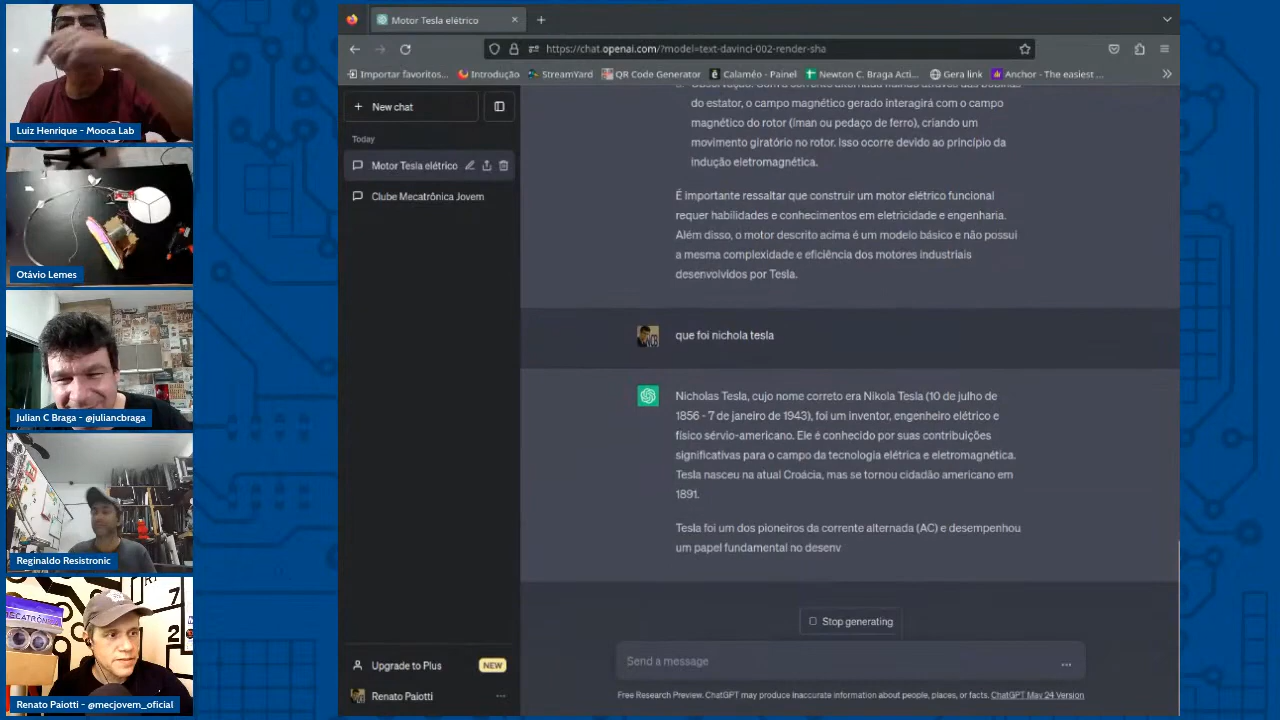 Luiz Henrique - Mooca Lab
Otávio Lemes
Julian C Braga - @juliancbraga
Reginaldo Resistronic
MECATRÔN
7
2
Renato Paiotti - @mecjovem_oficial
Motor Tesla elétrico
https://chat.openai.com/?model=text-davinci-002-render-sha
Importar favoritos...
Introdução
StreamYard
QR Code Generator
Calaméo - Painel
Newton C. Braga Acti...
Gera link
Anchor - The easiest ...
New chat
Today
Motor Tesla elétrico
Clube Mecatrônica Jovem
Upgrade to Plus
NEW
Renato Paiotti
do estator, o campo magnético gerado interagirá com o campo
magnético do rotor (íman ou pedaço de ferro), criando um
movimento giratório no rotor. Isso ocorre devido ao princípio da
indução eletromagnética.
É importante ressaltar que construir um motor elétrico funcional
requer habilidades e conhecimentos em eletricidade e engenharia.
Além disso, o motor descrito acima é um modelo básico e não possui
a mesma complexidade e eficiência dos motores industriais
desenvolvidos por Tesla.
que foi nichola tesla
Nicholas Tesla, cujo nome correto era Nikola Tesla (10 de julho de
1856 - 7 de janeiro de 1943), foi um inventor, engenheiro elétrico e
físico sérvio-americano. Ele é conhecido por suas contribuições
significativas para o campo da tecnologia elétrica e eletromagnética.
Tesla nasceu na atual Croácia, mas se tornou cidadão americano em
1891.
Tesla foi um dos pioneiros da corrente alternada (AC) e desempenhou
um papel fundamental no desenv
Stop generating
Send a message
Free Research Preview. ChatGPT may produce inaccurate information about people, places, or facts. ChatGPT May 24 Version